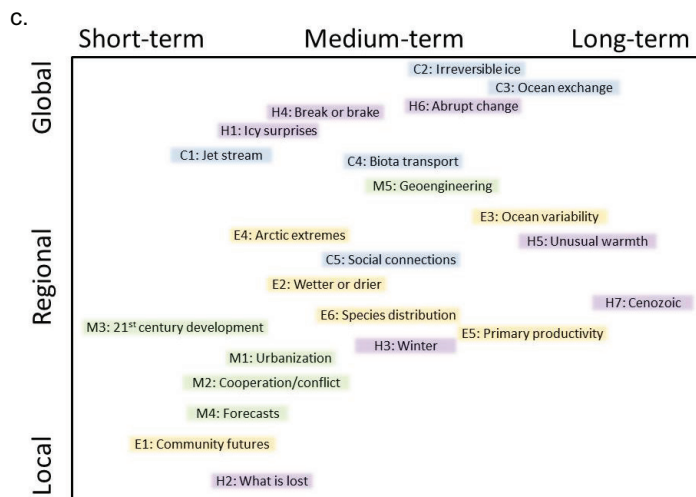 c.
Short-term Medium-term Long-term
Global
Regional
Local
C2: Irreversible ice
C3: Ocean exchange
H6: Abrupt change
H4: Break or brake
H1: Icy surprises
C1: Jet stream
C4: Biota transport
M5: Geoengineering
E3: Ocean variability
E4: Arctic extremes
H5: Unusual warmth
C5: Social connections
E2: Wetter or drier
H7: Cenozoic
E6: Species distribution
M3: 21st century development
E5: Primary productivity
H3: Winter
M1: Urbanization
M2: Cooperation/conflict
M4: Forecasts
E1: Community futures
H2: What is lost